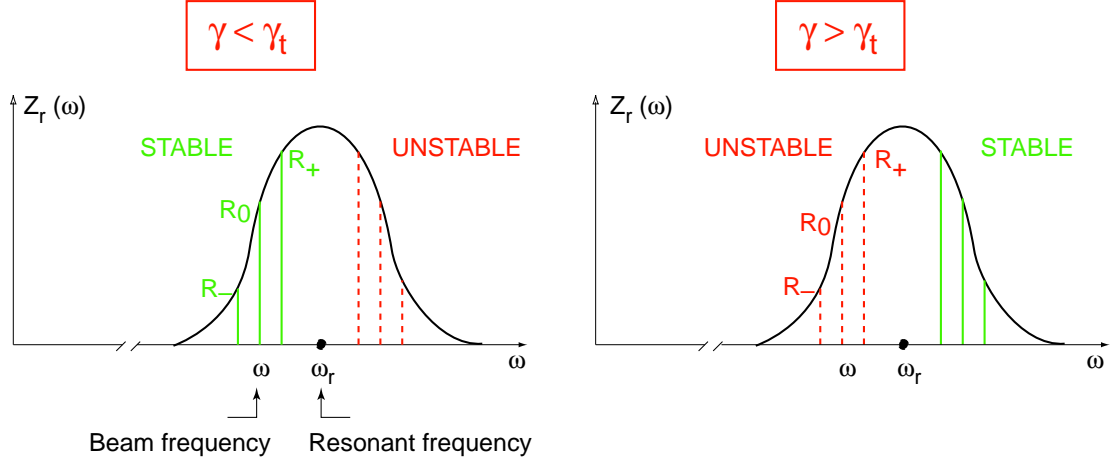 γ < γt
Zr (ω)
STABLE
UNSTABLE
R+
R0
R−
ω
ωr
ω
Beam frequency
Resonant frequency
γ > γt
Zr (ω)
UNSTABLE
STABLE
R+
R0
R−
ω
ωr
ω